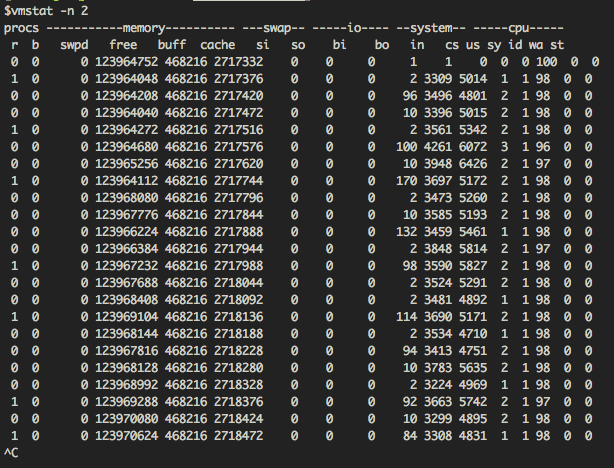 $vmstat -n 2
procs -----------memory---------- ---swap-- -----io---- --system-- -----cpu-----
r b swpd free buff cache si so bi bo in cs us sy id wa st
0 0 0 123964752 468216 2717332 0 0 0 1 1 0 0 0 100 0 0
1 0 0 123964048 468216 2717376 0 0 0 2 3309 5014 1 1 98 0 0
0 0 0 123964208 468216 2717420 0 0 0 96 3496 4801 2 1 98 0 0
0 0 0 123964040 468216 2717472 0 0 0 10 3396 5015 2 1 98 0 0
1 0 0 123964272 468216 2717516 0 0 0 2 3561 5342 2 1 98 0 0
0 0 0 123964680 468216 2717576 0 0 0 100 4261 6072 3 1 96 0 0
0 0 0 123965256 468216 2717620 0 0 0 10 3948 6426 2 1 97 0 0
1 0 0 123964112 468216 2717744 0 0 0 170 3697 5172 2 1 98 0 0
0 0 0 123968080 468216 2717796 0 0 0 2 3473 5260 2 1 98 0 0
0 0 0 123967776 468216 2717844 0 0 0 10 3585 5193 2 1 98 0 0
0 0 0 123966224 468216 2717888 0 0 0 132 3459 5461 1 1 98 0 0
0 0 0 123966384 468216 2717944 0 0 0 2 3848 5814 2 1 97 0 0
1 0 0 123967232 468216 2717988 0 0 0 98 3590 5827 2 1 98 0 0
0 0 0 123967688 468216 2718044 0 0 0 2 3524 5291 2 1 98 0 0
0 0 0 123968408 468216 2718092 0 0 0 2 3481 4892 1 1 98 0 0
1 0 0 123969104 468216 2718136 0 0 0 114 3690 5171 2 1 98 0 0
0 0 0 123968144 468216 2718188 0 0 0 2 3534 4710 1 1 98 0 0
0 0 0 123967816 468216 2718228 0 0 0 94 3413 4751 2 1 98 0 0
0 0 0 123968128 468216 2718280 0 0 0 10 3783 5635 2 1 98 0 0
0 0 0 123968992 468216 2718328 0 0 0 2 3224 4969 1 1 98 0 0
1 0 0 123969288 468216 2718376 0 0 0 92 3663 5742 2 1 97 0 0
0 0 0 123970080 468216 2718424 0 0 0 10 3299 4895 2 1 98 0 0
1 0 0 123970624 468216 2718472 0 0 0 84 3308 4831 1 1 98 0 0
^C